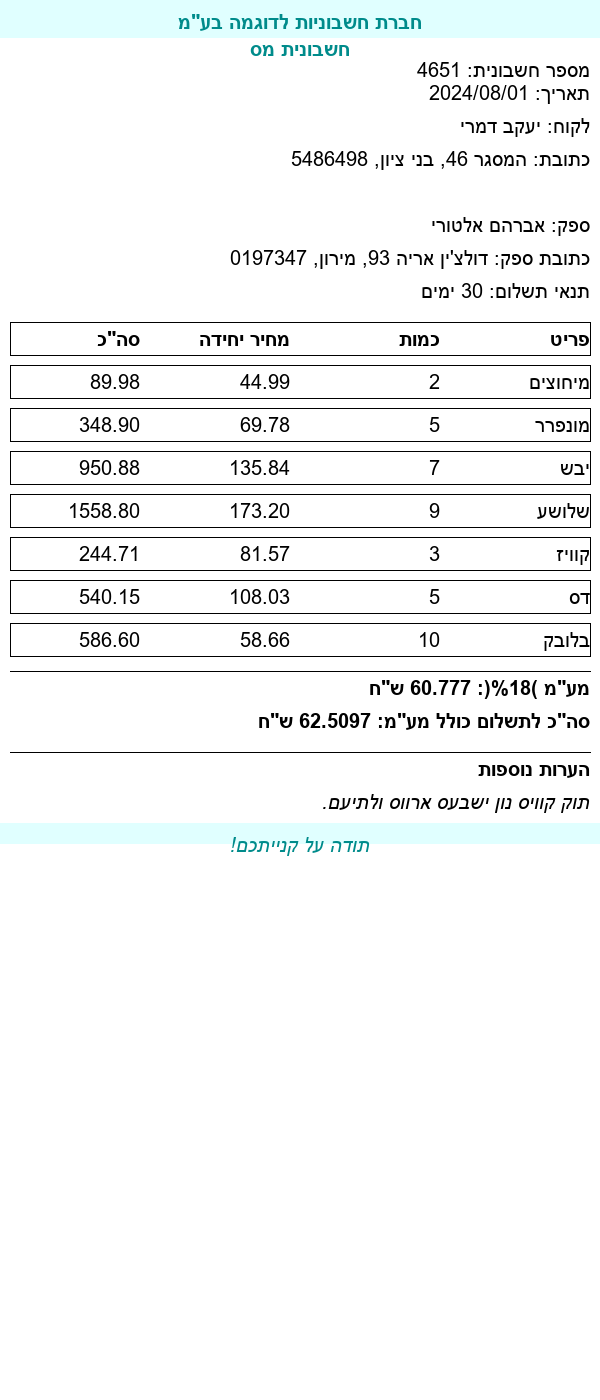 חברת חשבוניות לדוגמה בע"מ
חשבונית מס
מספר חשבונית: 4651
תאריך: 2024/08/01
לקוח: יעקב דמרי
כתובת: המסגר 46, בני ציון, 5486498
ספק: אברהם אלטורי
כתובת ספק: דולצ'ין אריה 93, מירון, 0197347
תנאי תשלום: 30 ימים
פריט כמות מחיר יחידה סה"כ
מיחוצים 2 44.99 89.98
מונפרר 5 69.78 348.90
יבש 7 135.84 950.88
שלושע 9 173.20 1558.80
קוויז 3 81.57 244.71
דס 5 108.03 540.15
בלובק 10 58.66 586.60
מע"מ )18%(: 60.777 ש"ח
סה"כ לתשלום כולל מע"מ: 62.5097 ש"ח
הערות נוספות
תוק קוויס נון ישבעס ארווס ולתיעם.
תודה על קנייתכם!